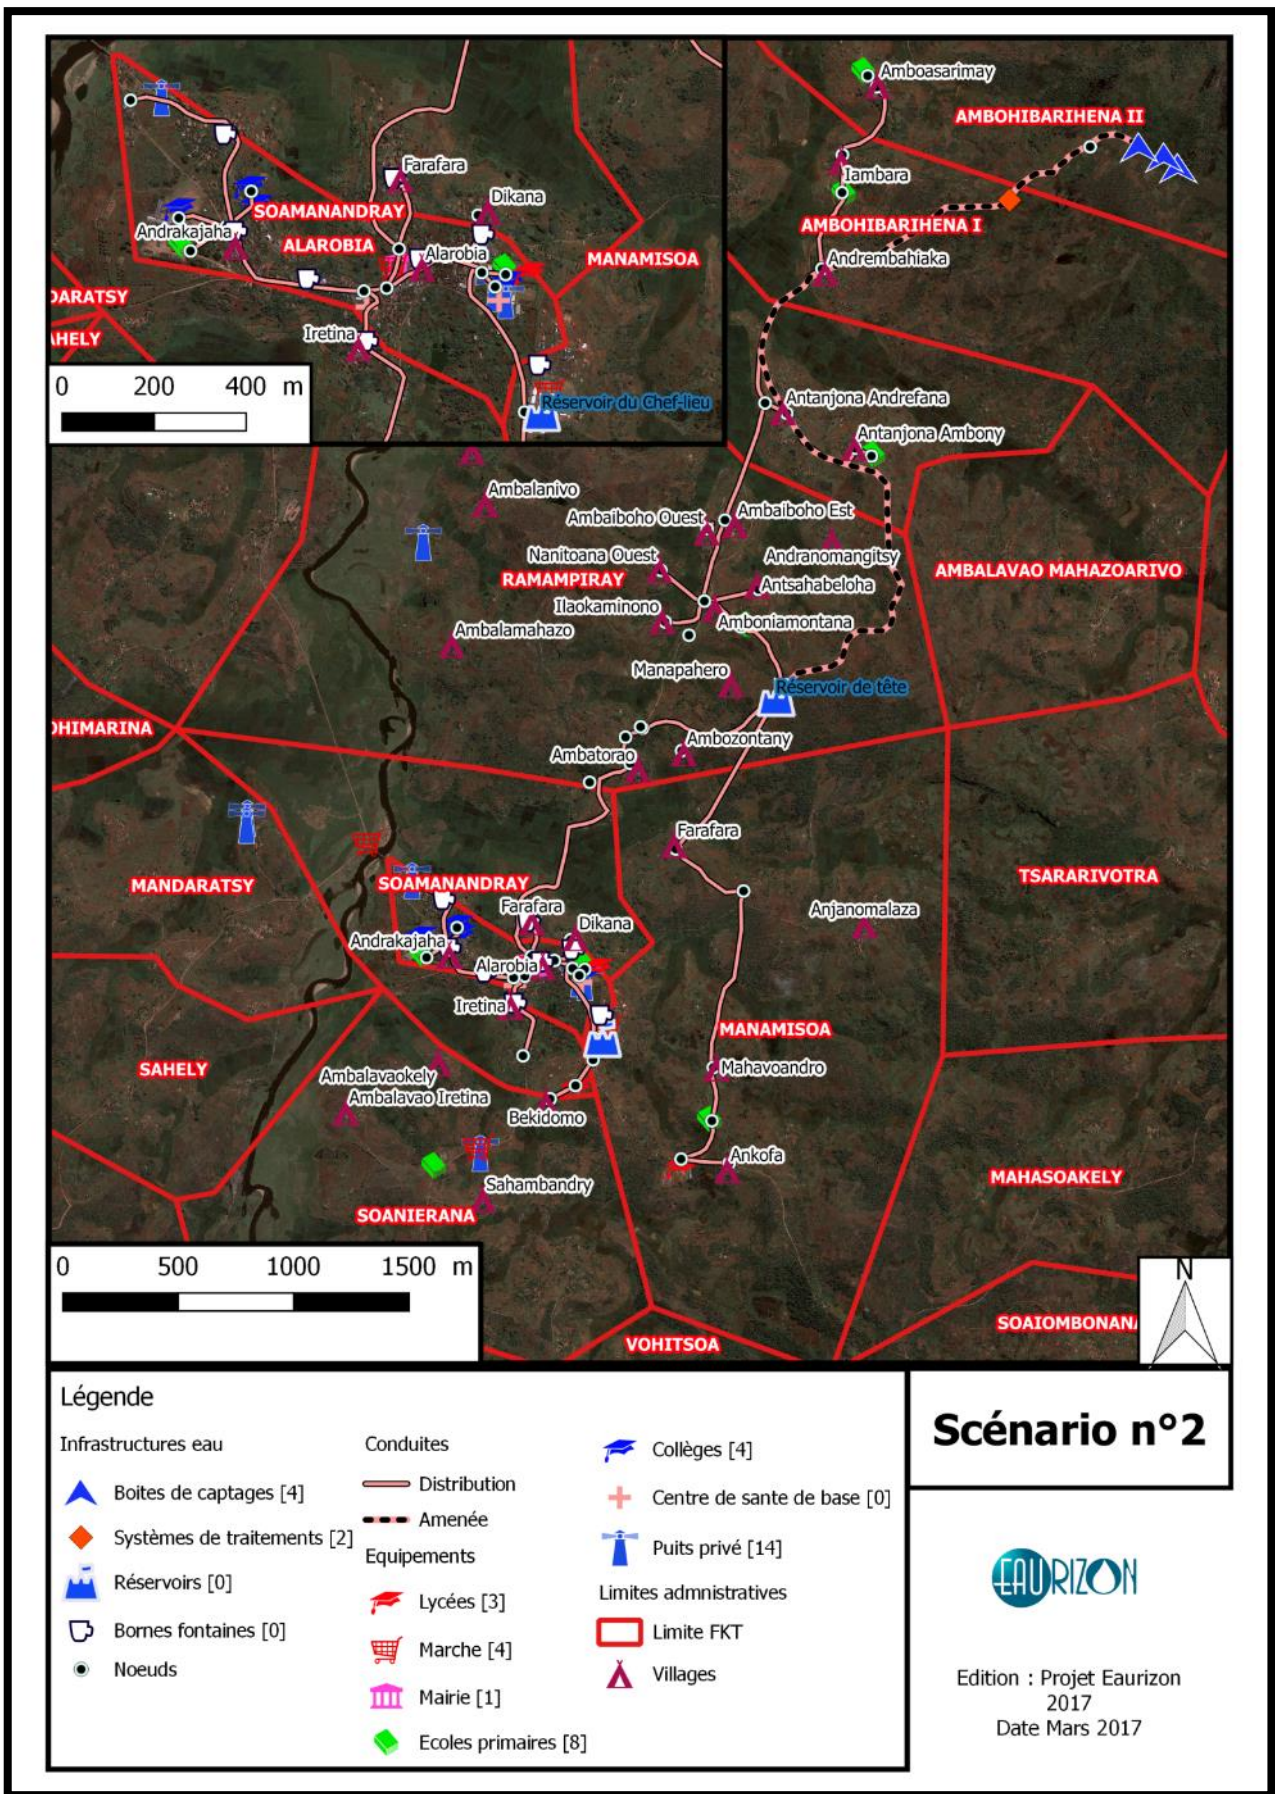 Farafara
Dikana
SOAMANANDRAY
Andrakajaha
ALAROBIA
Alarobia
MANAMISOA
DARATSY
AHELY
Iretina
0 200 400 m
Réservoir du Chef-lieu
Amboasarimay
AMBOHIBARIHENA II
Iambara
AMBOHIBARIHENA I
Andrembahiaka
Antanjona Andrefana
Antanjona Ambony
Ambalanivo
Ambaiboho Ouest
Ambaiboho Est
Nanitoana Ouest
Andranomangitsy
RAMAMPIRAY
Antsahabeloha
AMBALAVAO MAHAZOARIVO
Ilaokaminono
Amboniamontana
Ambalamahazo
Manapahero
Réservoir de tête
OHIMARINA
Ambatorao
Ambozontany
Farafara
MANDARATSY
SOAMANANDRAY
TSARARIVOTRA
Farafara
Anjanomalaza
Dikana
Andrakajaha
Alarobia
Iretina
MANAMISOA
SAHELY
Ambalavaokely
Mahavoandro
Ambalavao Iretina
Bekidomo
Ankofa
MAHASOAKELY
Sahambandry
SOANIERANA
0 500 1000 1500 m
N
SOAIOMBONANA
VOHITSOA
Légende
Infrastructures eau
Boites de captages [4]
Systèmes de traitements [2]
Réservoirs [0]
Bornes fontaines [0]
Noeuds
Conduites
Distribution
Amenée
Equipements
Lycées [3]
Marche [4]
Mairie [1]
Ecoles primaires [8]
Collèges [4]
Centre de sante de base [0]
Puits privé [14]
Limites admnistratives
Limite FKT
Villages
Scénario n°2
EAURIZON
Edition : Projet Eaurizon
2017
Date Mars 2017